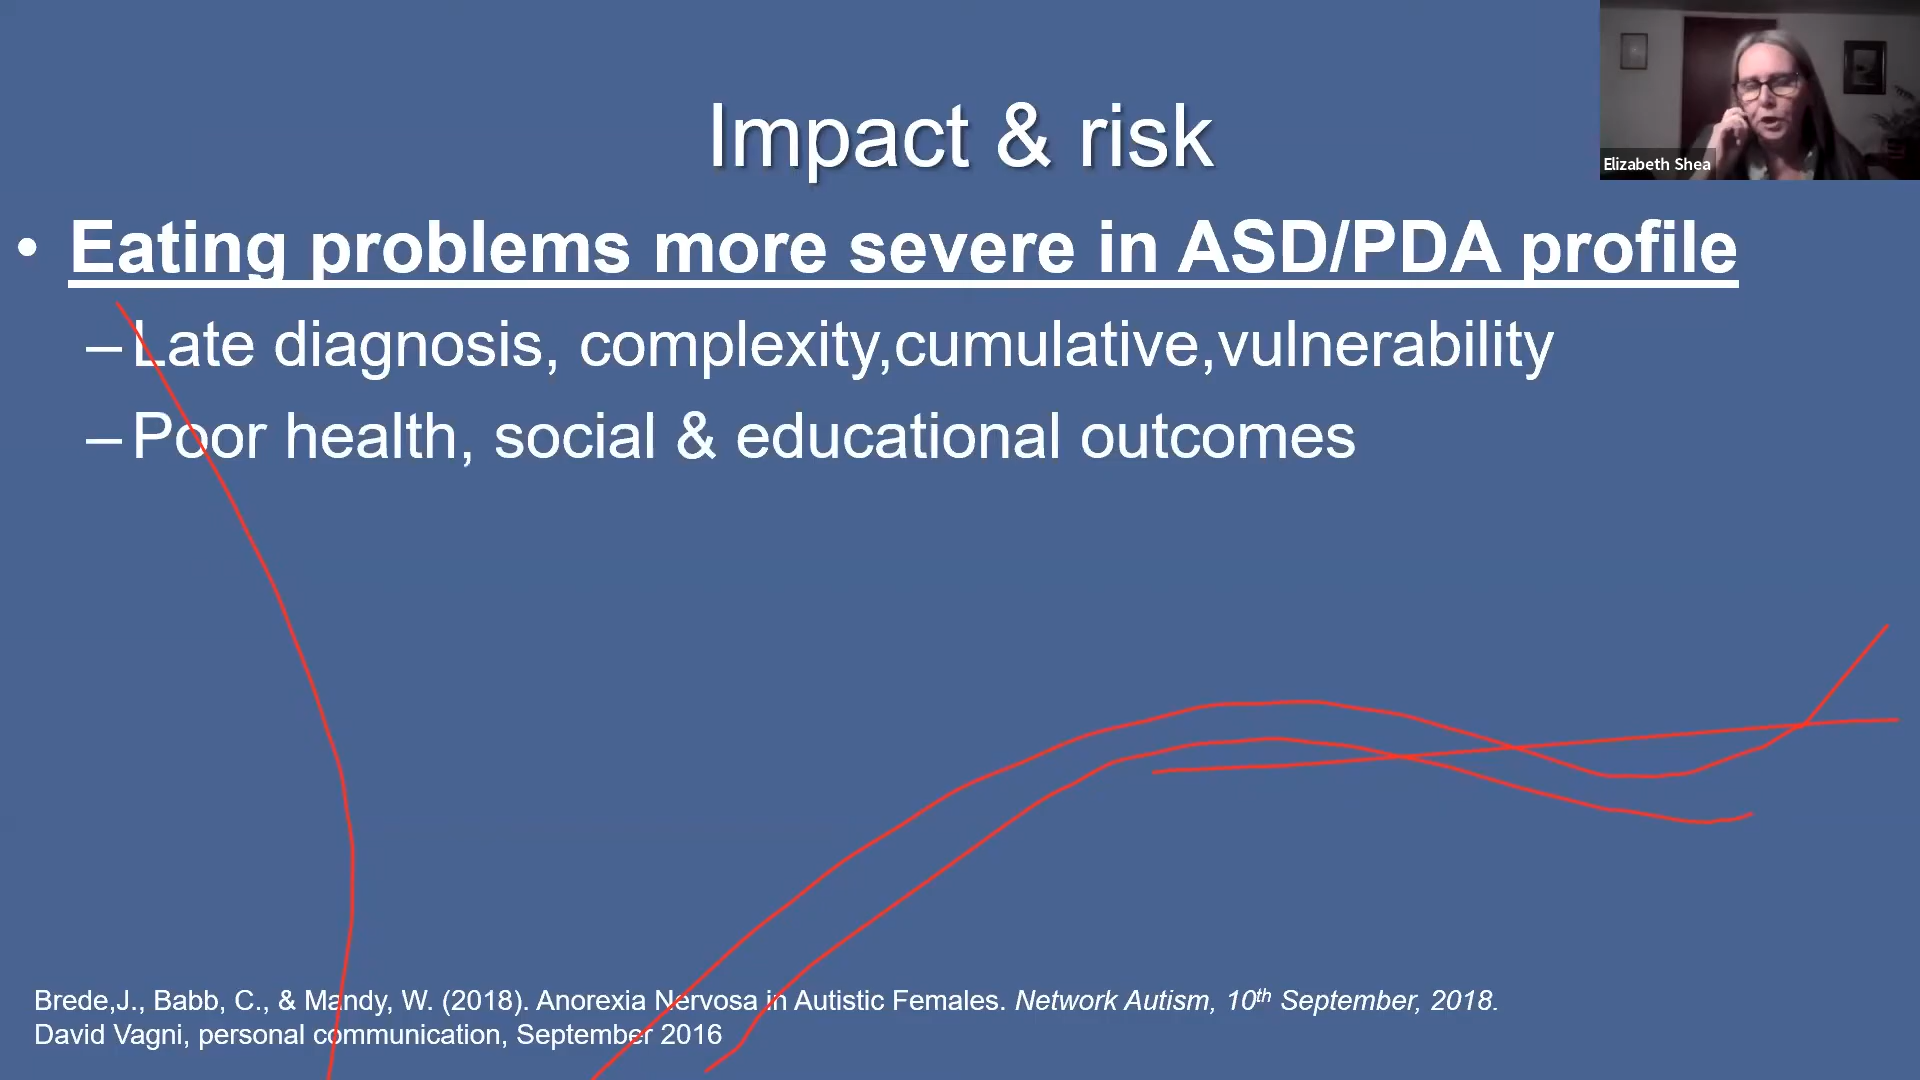 Impact & risk
Elizabeth Shea
• Eating problems more severe in ASD/PDA profile
– Late diagnosis, complexity,cumulative,vulnerability
– Poor health, social & educational outcomes
Brede,J., Babb, C., & Mandy, W. (2018). Anorexia Nervosa in Autistic Females. Network Autism, 10th September, 2018.
David Vagni, personal communication, September 2016